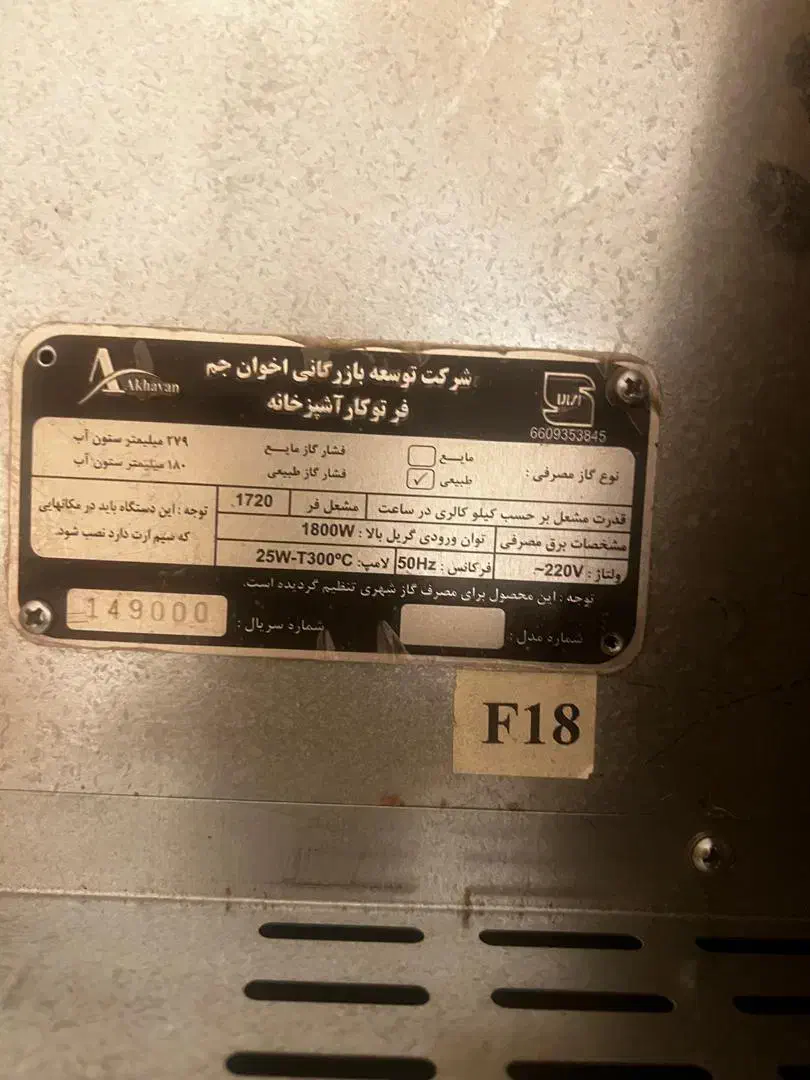 Akhavan
شرکت توسعه بازرگانی اخوان جم
فر توکار آشپزخانه
6609353845
نوع گاز مصرفی :
مایـع
طبیعی ✓
فشار گاز مایـع ۲۷۹ میلیمتر ستون آب
فشار گاز طبیعی ۱۸۰ میلیمتر ستون آب
قدرت مشعل بر حسب کیلو کالری در ساعت مشعل فر 1720
مشخصات برق مصرفی توان ورودی گریل بالا : 1800W
ولتاژ : 220V~ فرکانس : 50Hz لامپ: 25W-T300ºC
توجه : این دستگاه باید در مکانهایی
که سیم ارت دارد نصب شود.
توجه : این محصول برای مصرف گاز شهری تنظیم گردیده است.
شماره مدل :
شماره سریال : 149000
F18